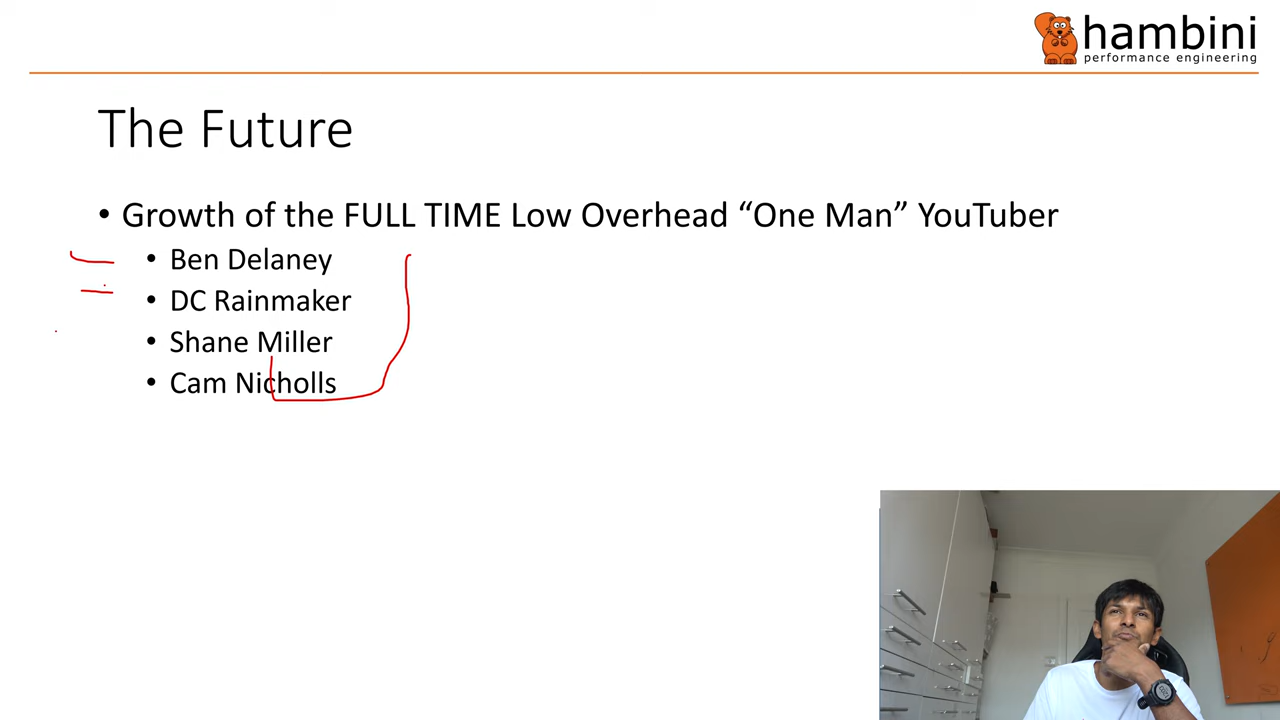 hambini
performance engineering
The Future
• Growth of the FULL TIME Low Overhead “One Man” YouTuber
• Ben Delaney
• DC Rainmaker
• Shane Miller
• Cam Nicholls